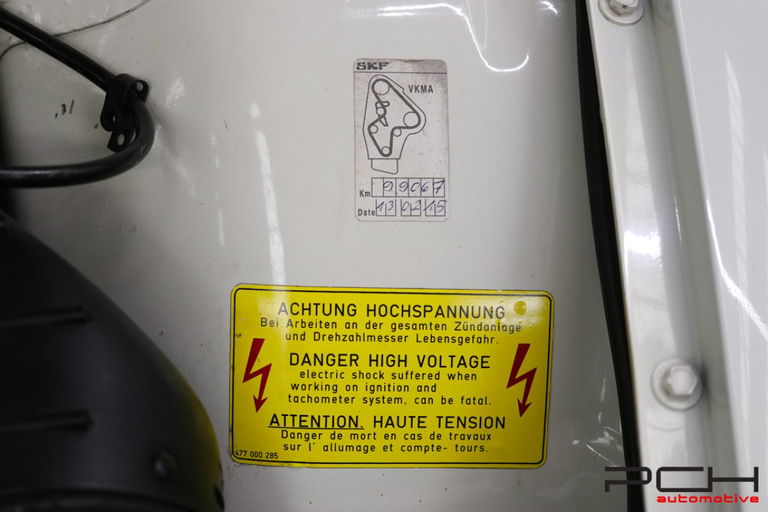 SKF
VKMA
Km 99067
Date 13 02 15
ACHTUNG HOCHSPANNUNG
Bei Arbeiten an der gesamten Zündanlage
und Drehzahlmesser Lebensgefahr.
DANGER HIGH VOLTAGE
electric shock suffered when
working on ignition and
tachometer system, can be fatal.
ATTENTION. HAUTE TENSION
Danger de mort en cas de travaux
sur l' allumage et compte- tours.
477 000 285
PCH
automotive